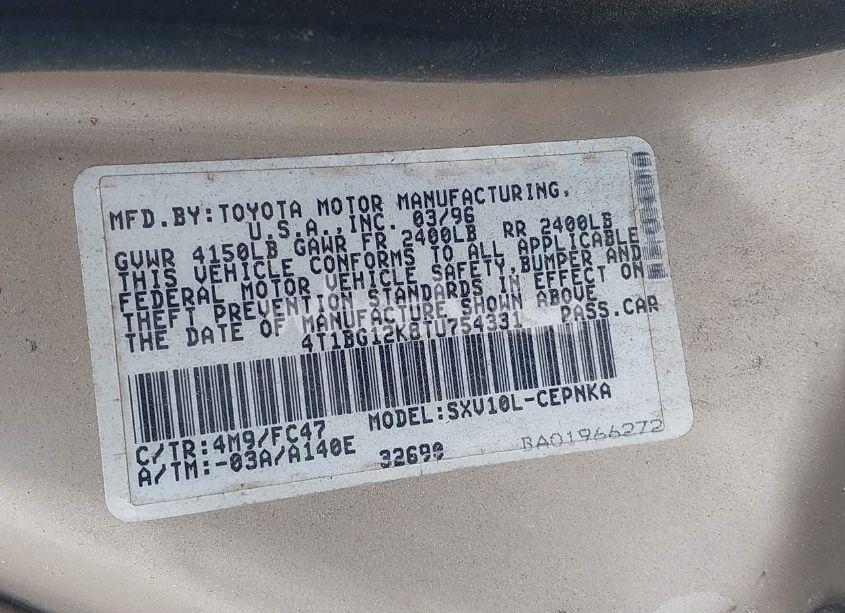 MFD.BY:TOYOTA MOTOR MANUFACTURING,
U.S.A.,INC. 03/96
GVWR 4150LB GAWR FR 2400LB RR 2400LB
THIS VEHICLE CONFORMS TO ALL APPLICABLE
FEDERAL MOTOR VEHICLE SAFETY,BUMPER AND
THEFT PREVENTION STANDARDS IN EFFECT ON
THE DATE OF MANUFACTURE SHOWN ABOVE
4T1BG12K8TU754331 PASS.CAR
C/TR:4M9/FC47 MODEL:SXV10L-CEPNKA
A/TM:-03A/A140E 32690 BA01966272